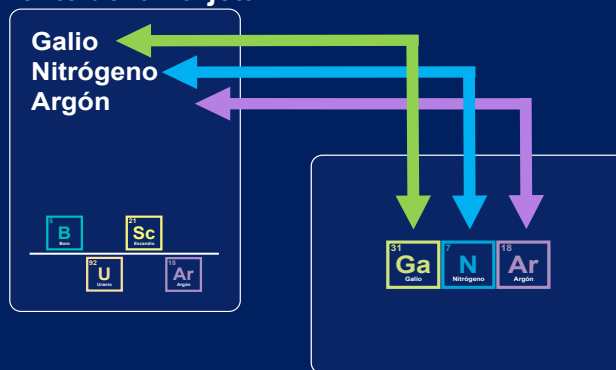 Galio
Nitrógeno
Argón
5
B
Boro
21
Sc
Escandio
92
U
Uranio
18
Ar
Argón
31
Ga
Galio
7
N
Nitrógeno
18
Ar
Argón